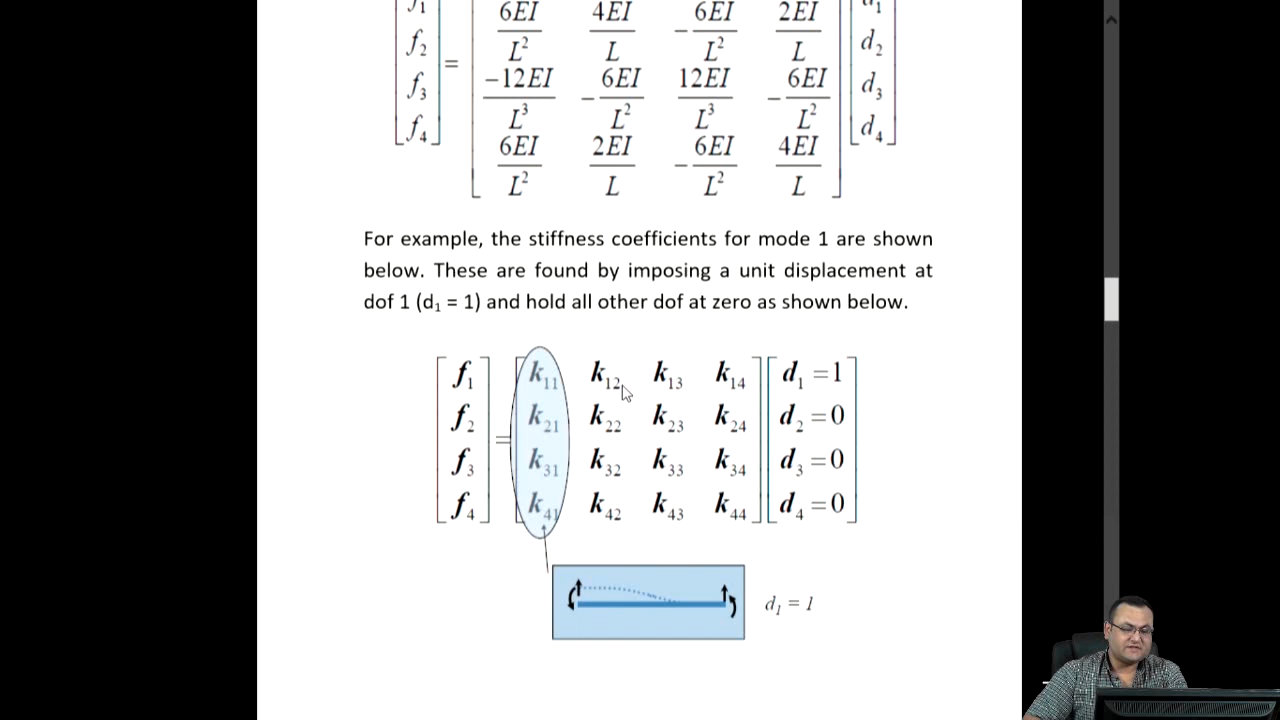 f₁ 6EI 4EI 6EI 2EI d₁
f₂ L² L − L² L d₂
= −12EI 6EI 12EI 6EI
f₃ L³ − L² L³ − L² d₃
f₄ 6EI 2EI 6EI 4EI d₄
L² L − L² L
For example, the stiffness coefficients for mode 1 are shown
below. These are found by imposing a unit displacement at
dof 1 (d₁ = 1) and hold all other dof at zero as shown below.
f₁ k₁₁ k₁₂ k₁₃ k₁₄ d₁ =1
f₂ k₂₁ k₂₂ k₂₃ k₂₄ d₂ =0
= 
f₃ k₃₁ k₃₂ k₃₃ k₃₄ d₃ =0
f₄ k₄₁ k₄₂ k₄₃ k₄₄ d₄ =0
d₁ = 1